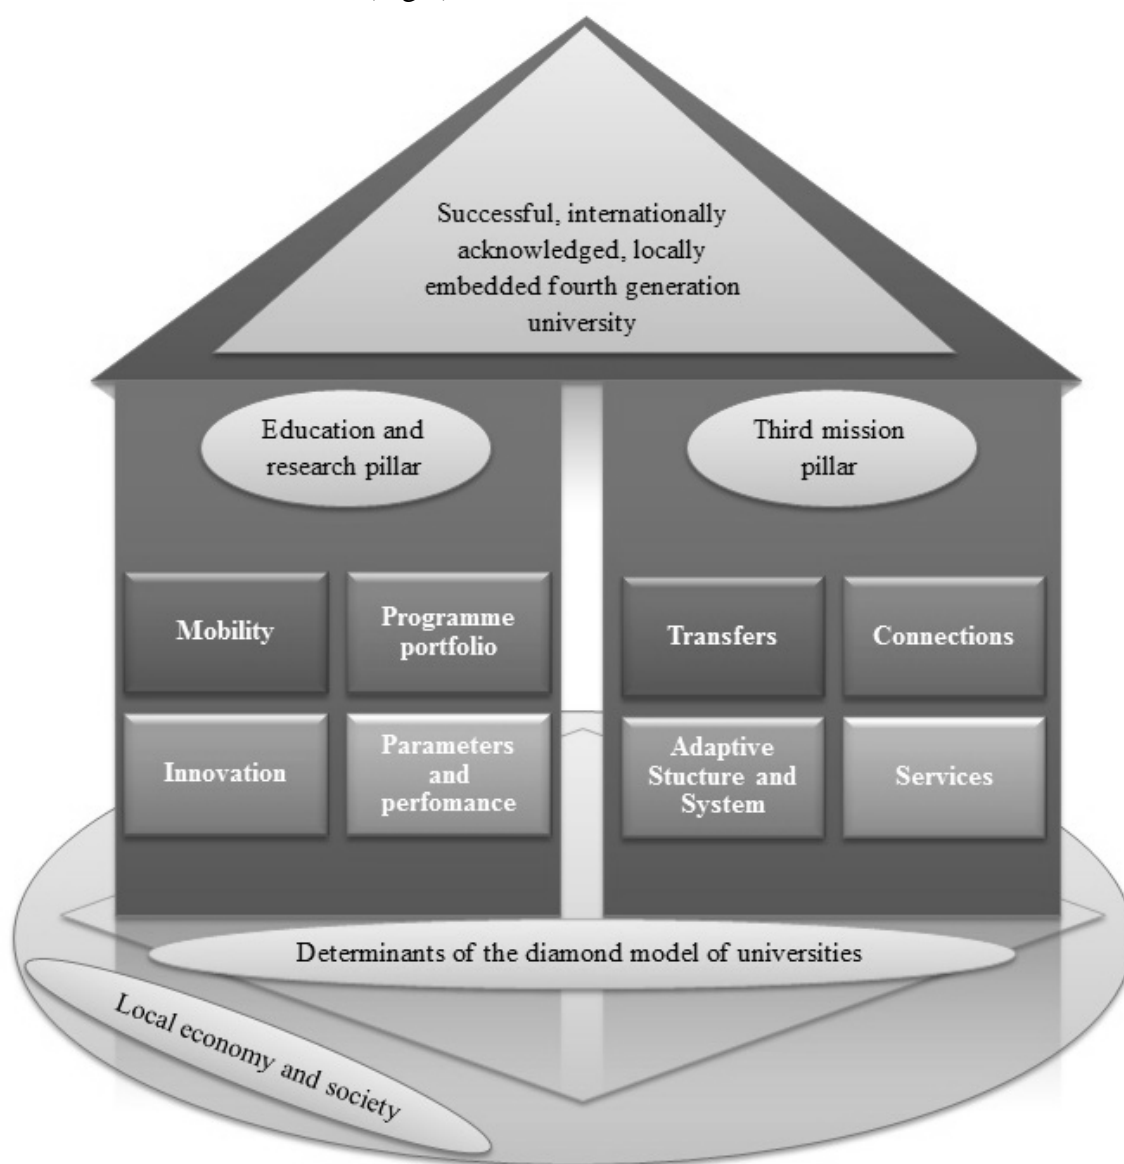 Successful, internationally
acknowledged, locally
embedded fourth generation
university
Education and
research pillar
Third mission
pillar
Mobility
Programme
portfolio
Transfers
Connections
Innovation
Parameters
and
perfomance
Adaptive
Stucture and
System
Services
Determinants of the diamond model of universities
Local economy and society